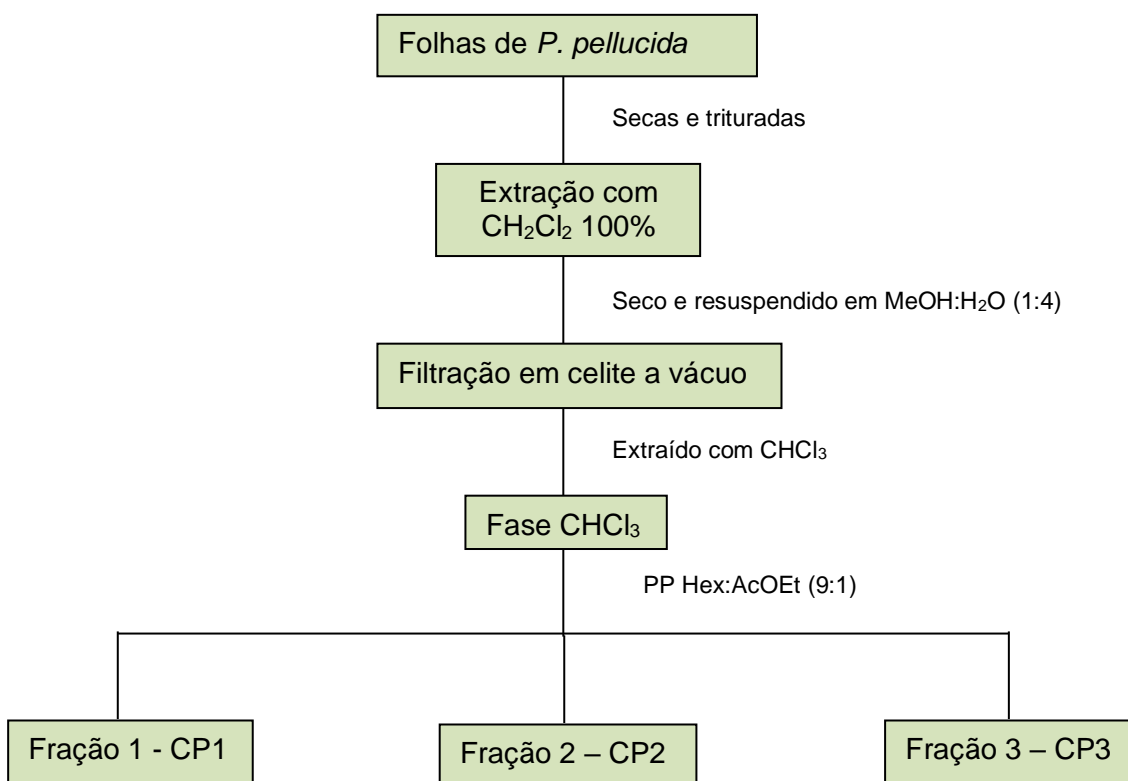 Folhas de P. pellucida
Secas e trituradas
Extração com
CH₂Cl₂ 100%
Seco e resuspendido em MeOH:H₂O (1:4)
Filtração em celite a vácuo
Extraído com CHCl₃
Fase CHCl₃
PP Hex:AcOEt (9:1)
Fração 1 - CP1
Fração 2 – CP2
Fração 3 – CP3